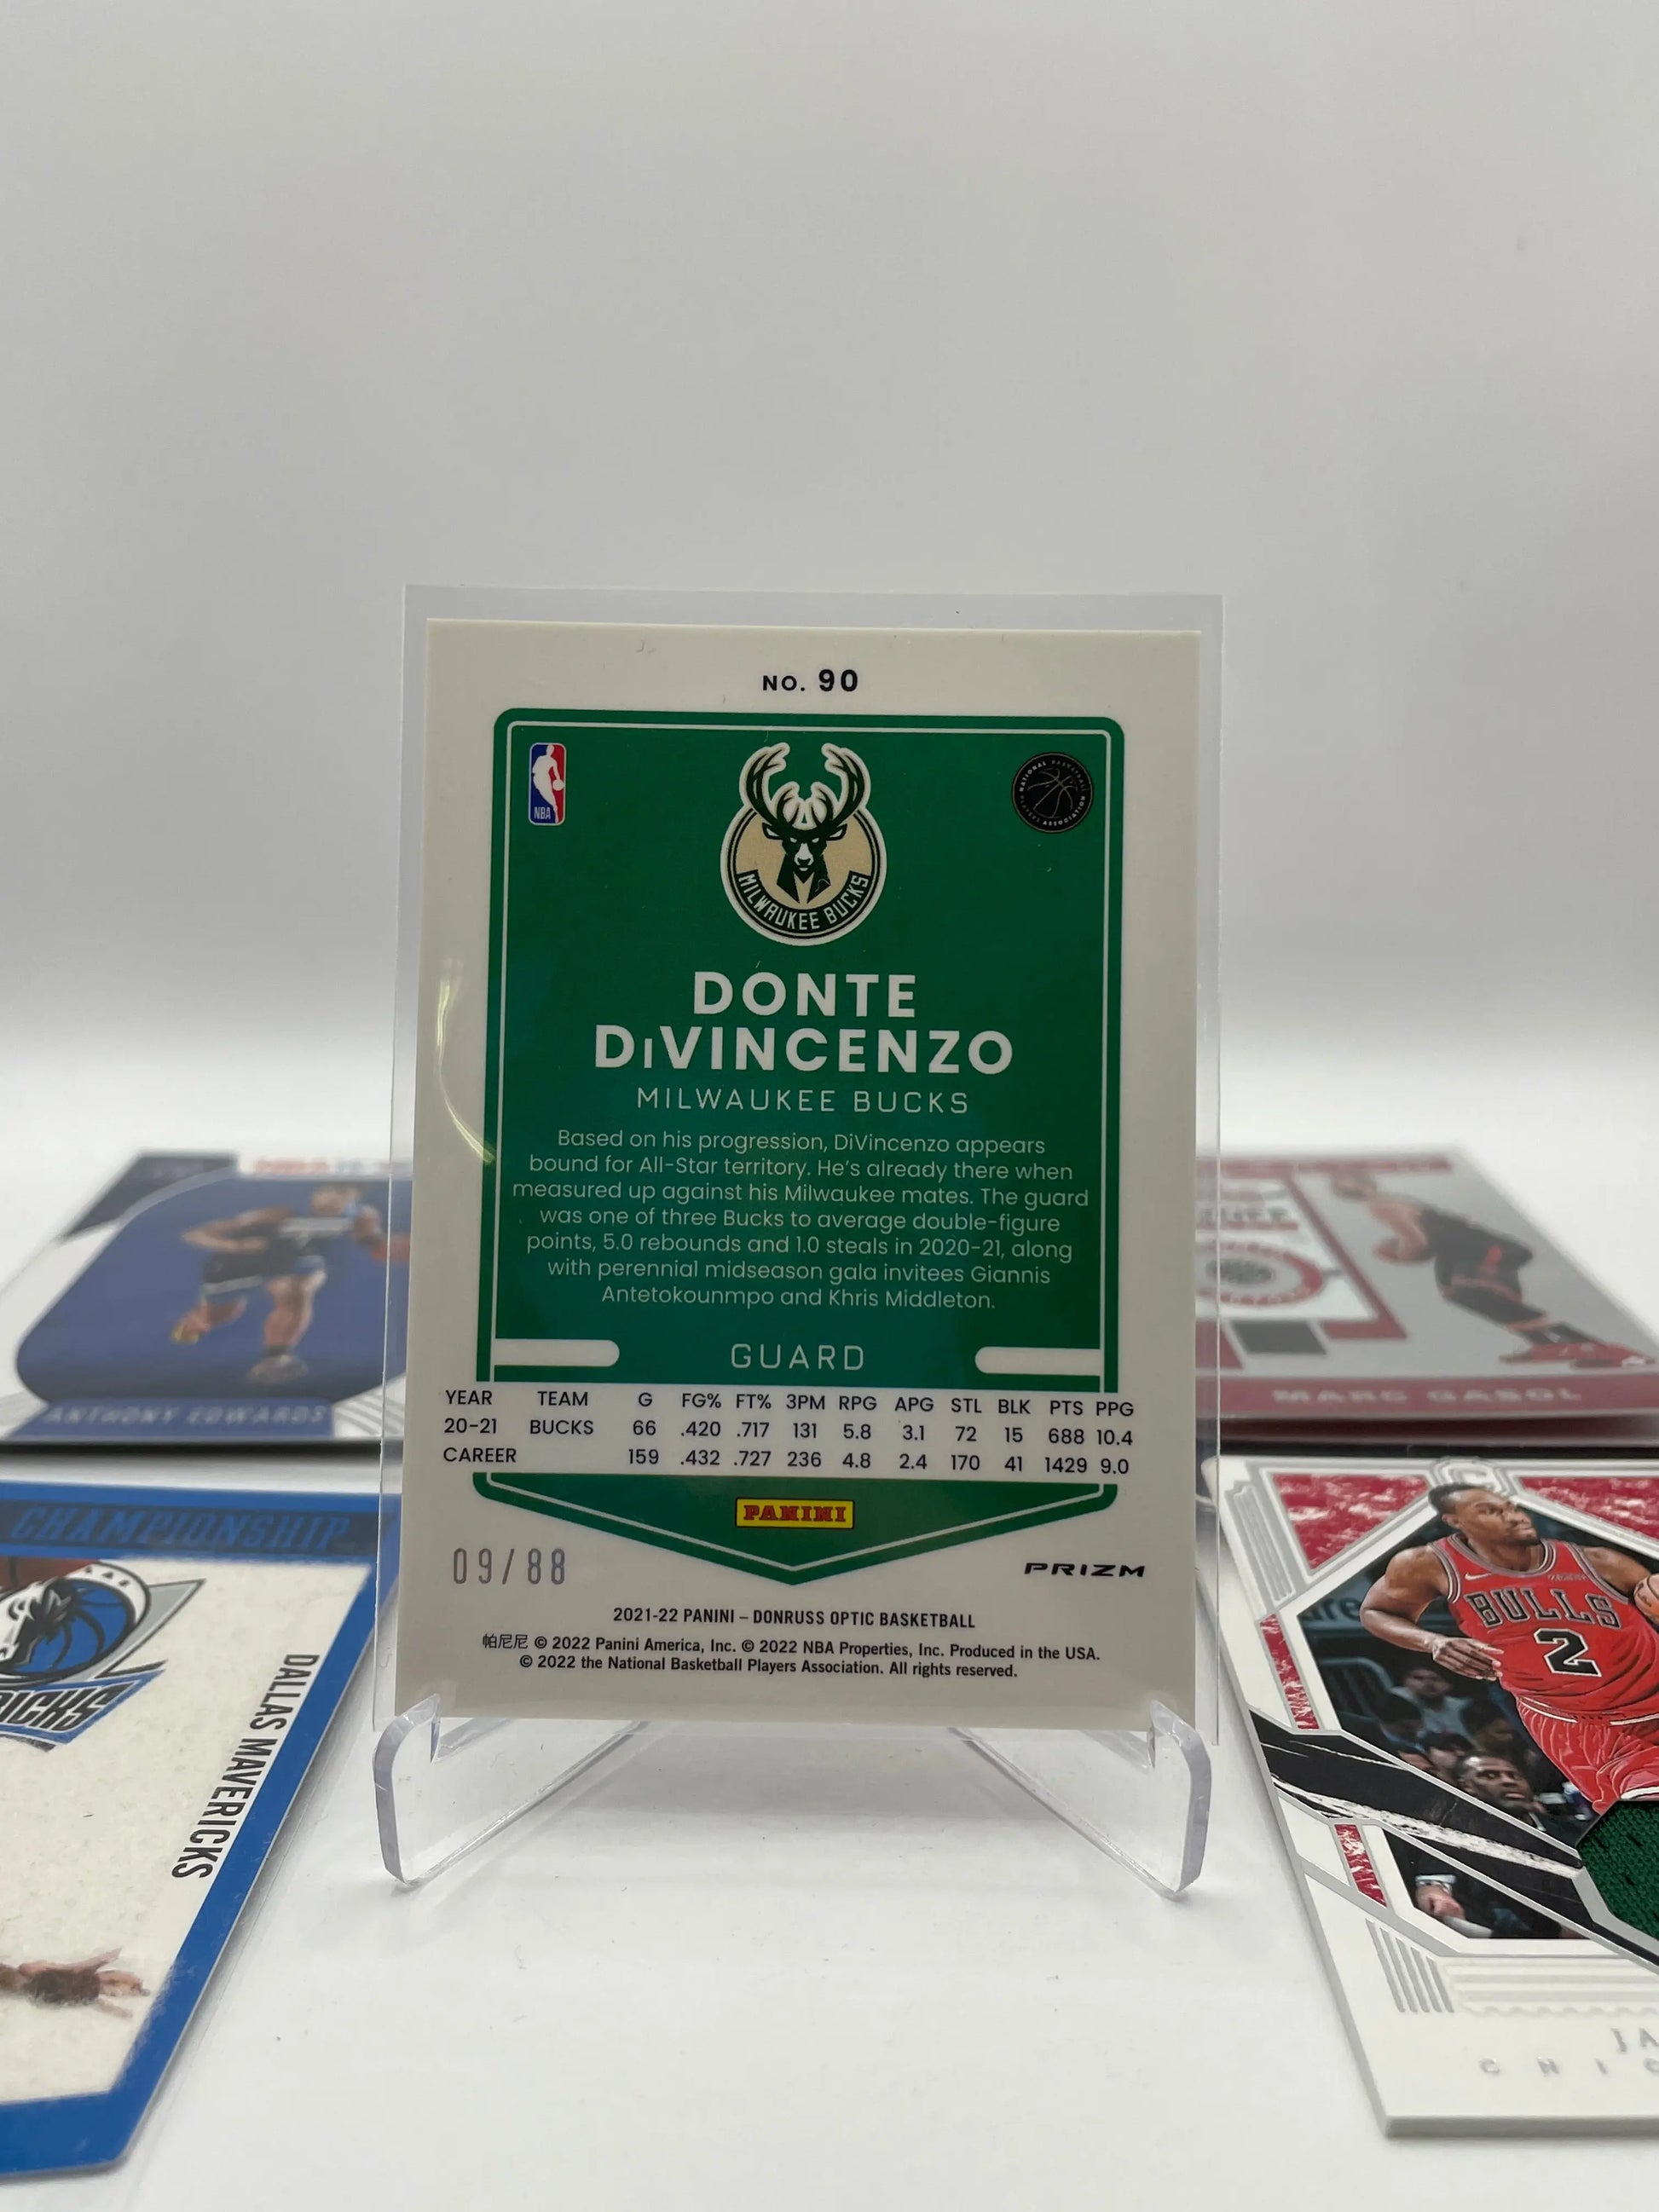 NO. 90
NBA
NATIONAL BASKETBALL PLAYERS ASSOCIATION
MILWAUKEE BUCKS
DONTE
DiVINCENZO
MILWAUKEE BUCKS
Based on his progression, DiVincenzo appears
bound for All-Star territory. He's already there when
measured up against his Milwaukee mates. The guard
was one of three Bucks to average double-figure
points, 5.0 rebounds and 1.0 steals in 2020-21, along
with perennial midseason gala invitees Giannis
Antetokounmpo and Khris Middleton.
GUARD
YEAR TEAM G FG% FT% 3PM RPG APG STL BLK PTS PPG
20-21 BUCKS 66 .420 .717 131 5.8 3.1 72 15 688 10.4
CAREER 159 .432 .727 236 4.8 2.4 170 41 1429 9.0
PANINI
09/88
PRIZM
2021-22 PANINI – DONRUSS OPTIC BASKETBALL
帕尼尼 © 2022 Panini America, Inc. © 2022 NBA Properties, Inc. Produced in the USA.
© 2022 the National Basketball Players Association. All rights reserved.
ANTHONY EDWARDS
MARC GASOL
CHAMPIONSHIP
DALLAS MAVERICKS
BULLS
2